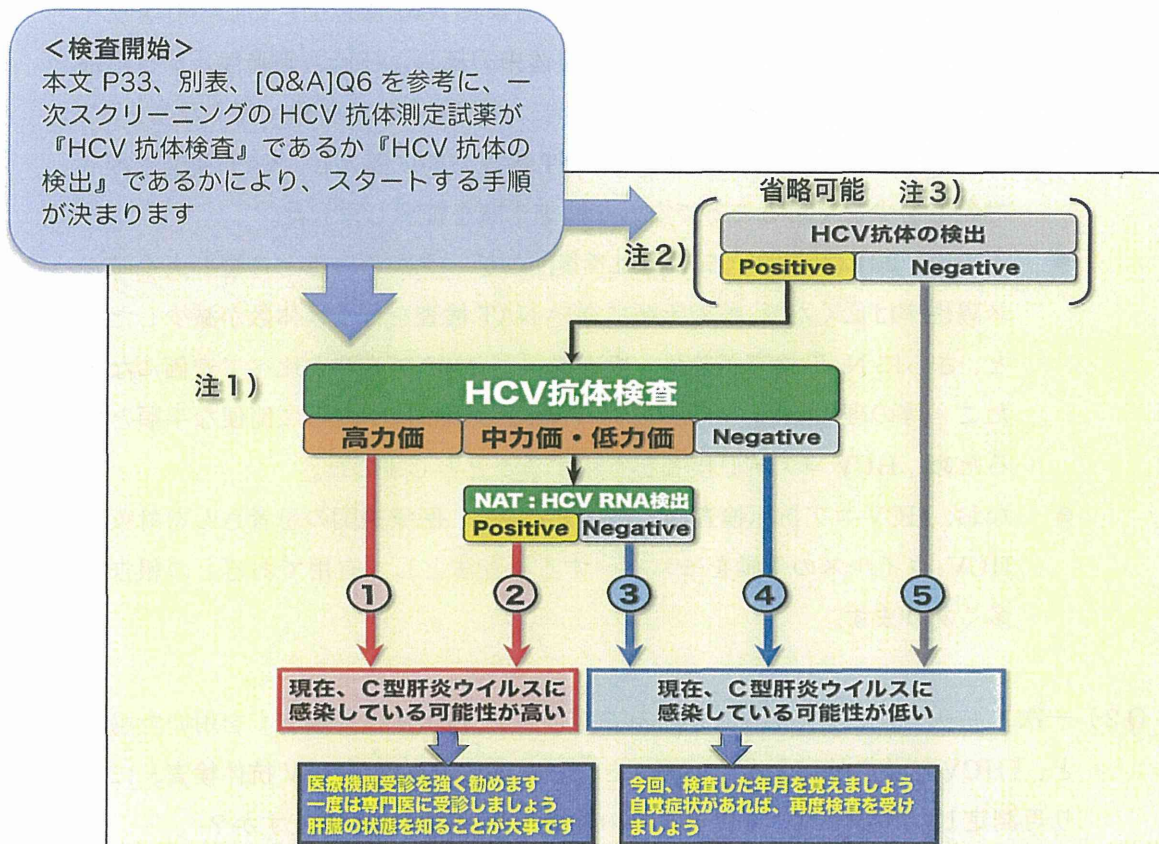 ＜検査開始＞
本文 P33、別表、[Q&A]Q6 を参考に、一
次スクリーニングの HCV 抗体測定試薬が
『HCV 抗体検査』であるか『HCV 抗体の
検出』であるかにより、スタートする手順
が決まります
省略可能 注3）
注2）
HCV抗体の検出
Positive Negative
注1）
HCV抗体検査
高力価 中力価・低力価 Negative
NAT：HCV RNA検出
Positive Negative
① ② ③ ④ ⑤
現在、C型肝炎ウイルスに
感染している可能性が高い
現在、C型肝炎ウイルスに
感染している可能性が低い
医療機関受診を強く勧めます
一度は専門医に受診しましょう
肝臓の状態を知ることが大事です
今回、検査した年月を覚えましょう
自覚症状があれば、再度検査を受け
ましょう